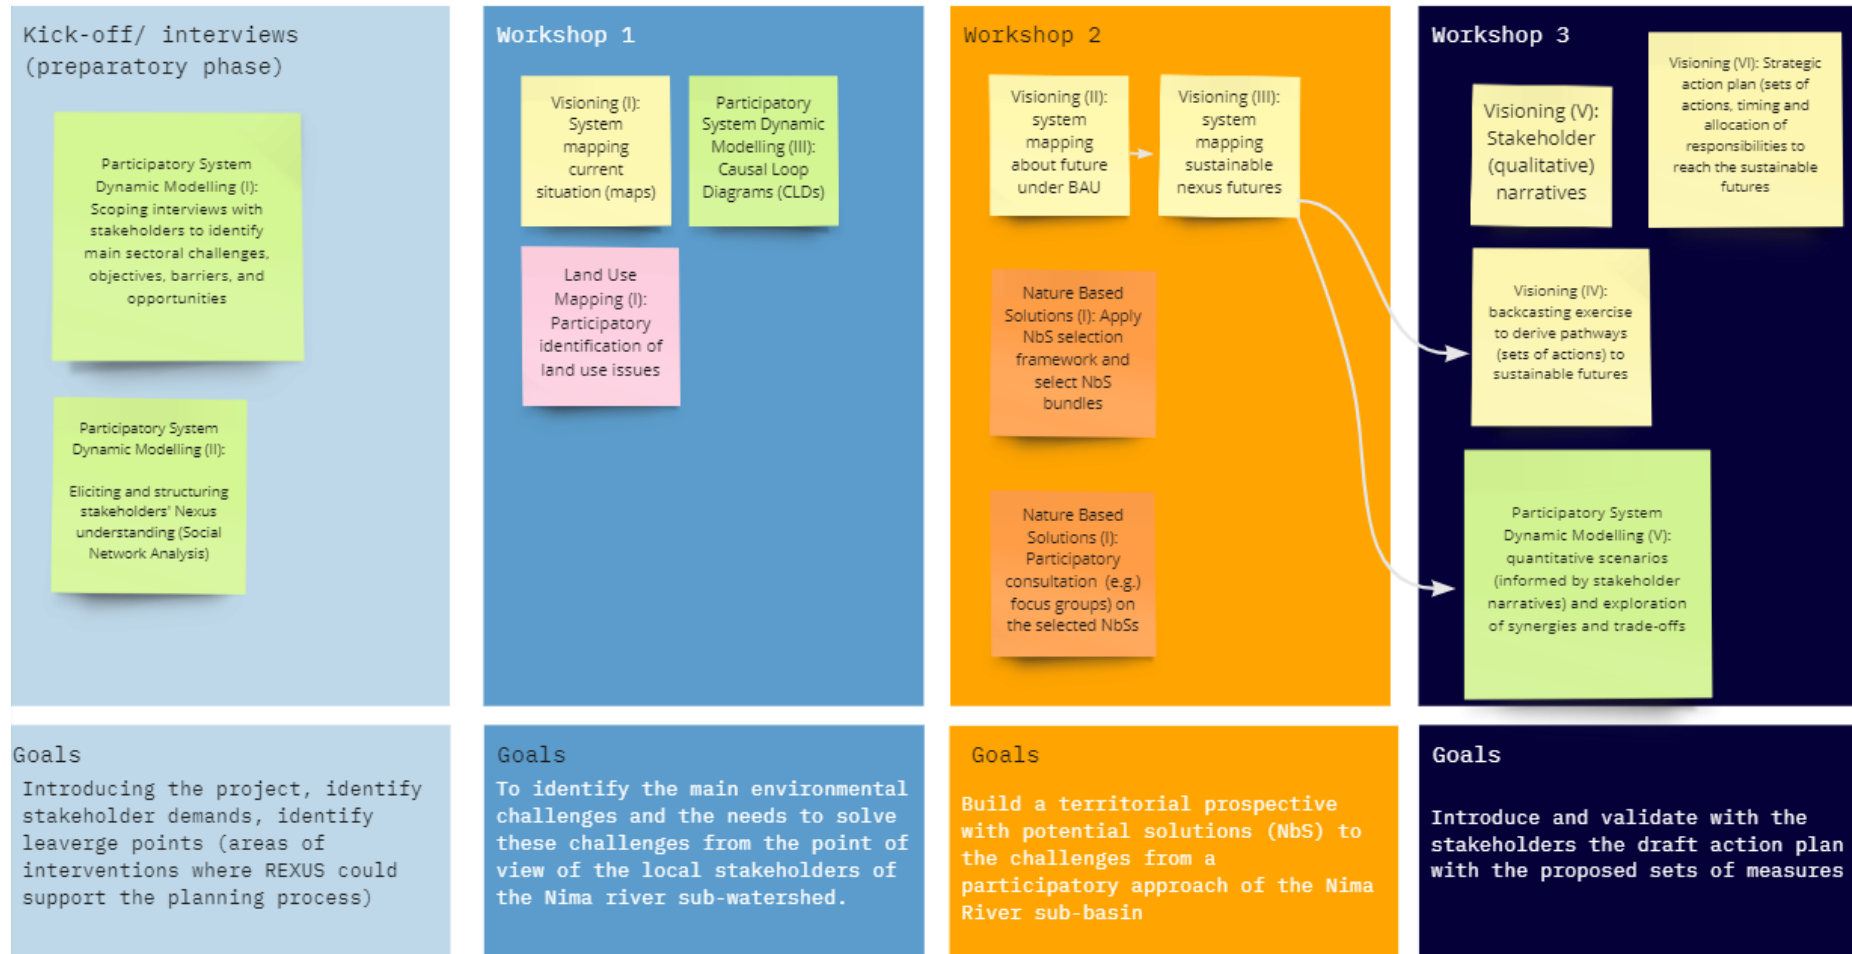 Kick-off/ interviews
(preparatory phase)
Participatory System
Dynamic Modelling (I):
Scoping interviews with
stakeholders to identify
main sectoral challenges,
objectives, barriers, and
opportunities
Participatory System
Dynamic Modelling (II):
Eliciting and structuring
stakeholders' Nexus
understanding (Social
Network Analysis)
Goals
Introducing the project, identify
stakeholder demands, identify
leaverge points (areas of
interventions where REXUS could
support the planning process)
Workshop 1
Visioning (I):
System
mapping
current
situation (maps)
Participatory
System Dynamic
Modelling (III):
Causal Loop
Diagrams (CLDs)
Land Use
Mapping (I):
Participatory
identification of
land use issues
Goals
To identify the main environmental
challenges and the needs to solve
these challenges from the point of
view of the local stakeholders of
the Nima river sub-watershed.
Workshop 2
Visioning (II):
system
mapping
about future
under BAU
Visioning (III):
system
mapping
sustainable
nexus futures
Nature Based
Solutions (I): Apply
NbS selection
framework and
select NbS
bundles
Nature Based
Solutions (I):
Participatory
consultation (e.g.)
focus groups) on
the selected NbSs
Goals
Build a territorial prospective
with potential solutions (NbS) to
the challenges from a
participatory approach of the Nima
River sub-basin
Workshop 3
Visioning (V):
Stakeholder
(qualitative)
narratives
Visioning (VI): Strategic
action plan (sets of
actions, timing and
allocation of
responsibilities to
reach the sustainable
futures
Visioning (IV):
backcasting exercise
to derive pathways
(sets of actions) to
sustainable futures
Participatory System
Dynamic Modelling (V):
quantitative scenarios
(informed by stakeholder
narratives) and exploration
of synergies and trade-offs
Goals
Introduce and validate with the
stakeholders the draft action plan
with the proposed sets of measures